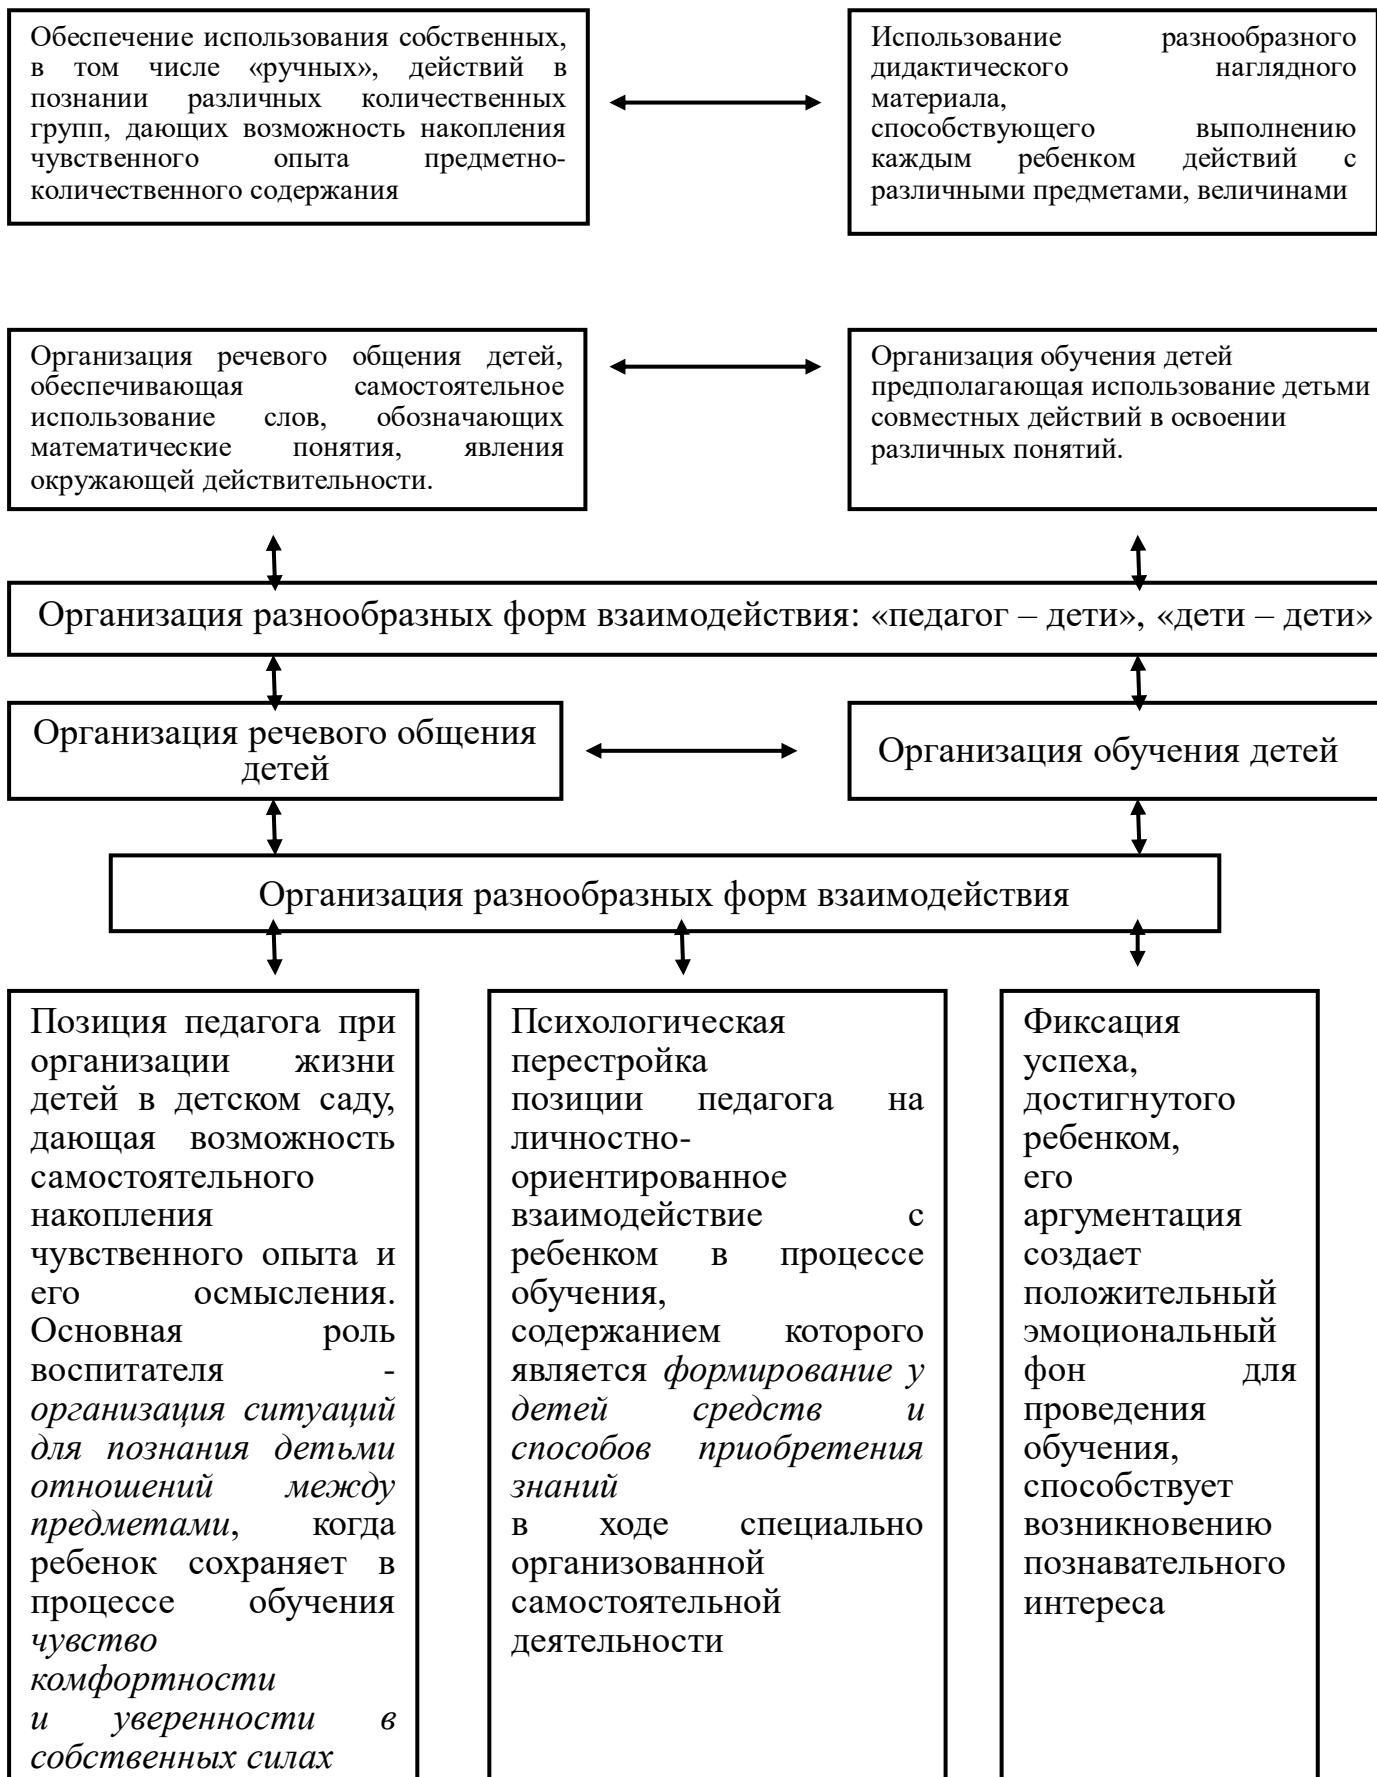 Обеспечение использования собственных,
в том числе «ручных», действий в
познании различных количественных
групп, дающих возможность накопления
чувственного опыта предметно-
количественного содержания
Использование разнообразного
дидактического наглядного
материала,
способствующего выполнению
каждым ребенком действий с
различными предметами, величинами
Организация речевого общения детей,
обеспечивающая самостоятельное
использование слов, обозначающих
математические понятия, явления
окружающей действительности.
Организация обучения детей
предполагающая использование детьми
совместных действий в освоении
различных понятий.
Организация разнообразных форм взаимодействия: «педагог – дети», «дети – дети»
Организация речевого общения
детей
Организация обучения детей
Организация разнообразных форм взаимодействия
Позиция педагога при
организации жизни
детей в детском саду,
дающая возможность
самостоятельного
накопления
чувственного опыта и
его осмысления.
Основная роль
воспитателя -
организация ситуаций
для познания детьми
отношений между
предметами, когда
ребенок сохраняет в
процессе обучения
чувство
комфортности
и уверенности в
собственных силах
Психологическая
перестройка
позиции педагога на
личностно-
ориентированное
взаимодействие с
ребенком в процессе
обучения,
содержанием которого
является формирование у
детей средств и
способов приобретения
знаний
в ходе специально
организованной
самостоятельной
деятельности
Фиксация
успеха,
достигнутого
ребенком,
его
аргументация
создает
положительный
эмоциональный
фон для
проведения
обучения,
способствует
возникновению
познавательного
интереса